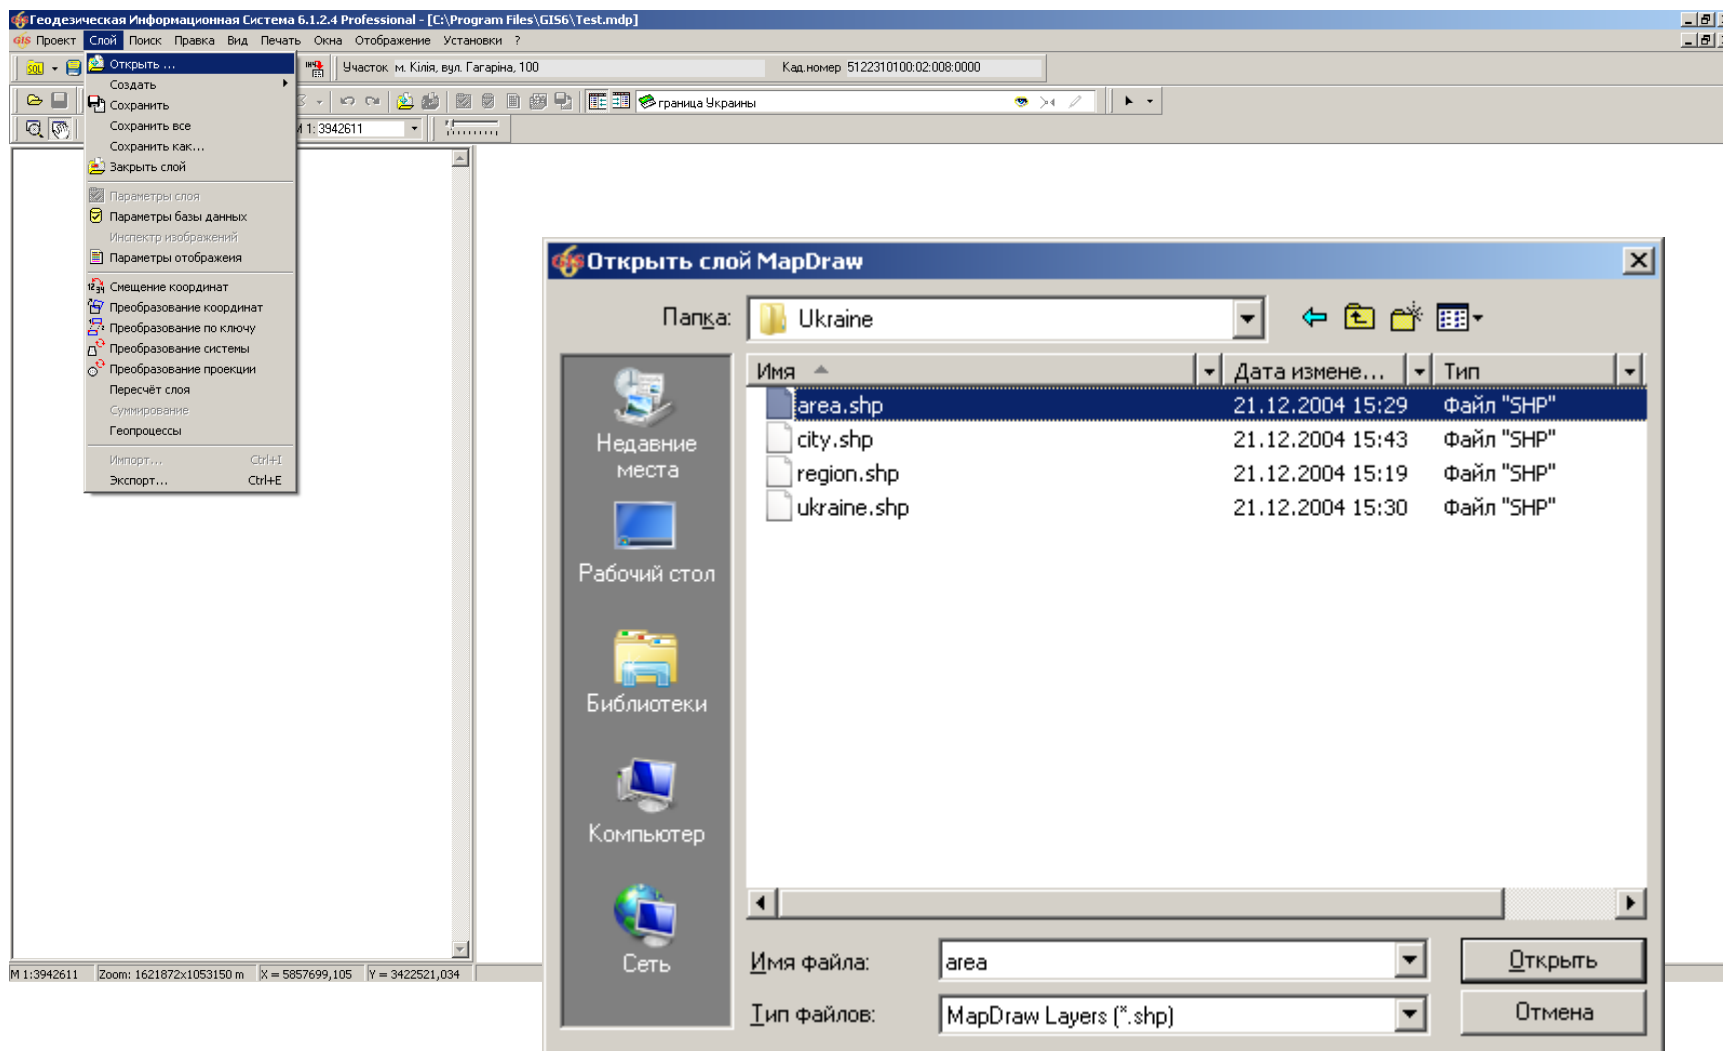 Геодезическая Информационная Система 6.1.2.4 Professional - [C:\Program Files\GIS6\Test.mdp]
GIS Проект Слой Поиск Правка Вид Печать Окна Отображение Установки ?
SQL Участок м. Кілія, вул. Гагаріна, 100 Кад.номер 5122310100:02:008:0000
граница Украины
1: 3942611
Открыть ...
Создать
Сохранить
Сохранить все
Сохранить как...
Закрыть слой
Параметры слоя
Параметры базы данных
Инспектр изображений
Параметры отображеия
Смещение координат
Преобразование координат
Преобразование по ключу
Преобразование системы
Преобразование проекции
Пересчёт слоя
Суммирование
Геопроцессы
Импорт... Ctrl+I
Экспорт... Ctrl+E
Открыть слой MapDraw
Папка: Ukraine
Имя Дата измене... Тип
area.shp 21.12.2004 15:29 Файл "SHP"
city.shp 21.12.2004 15:43 Файл "SHP"
region.shp 21.12.2004 15:19 Файл "SHP"
ukraine.shp 21.12.2004 15:30 Файл "SHP"
Недавние
места
Рабочий стол
Библиотеки
Компьютер
Сеть
Имя файла: area Открыть
Тип файлов: MapDraw Layers (*.shp) Отмена
M 1:3942611 Zoom: 1621872x1053150 m X = 5857699,105 Y = 3422521,034